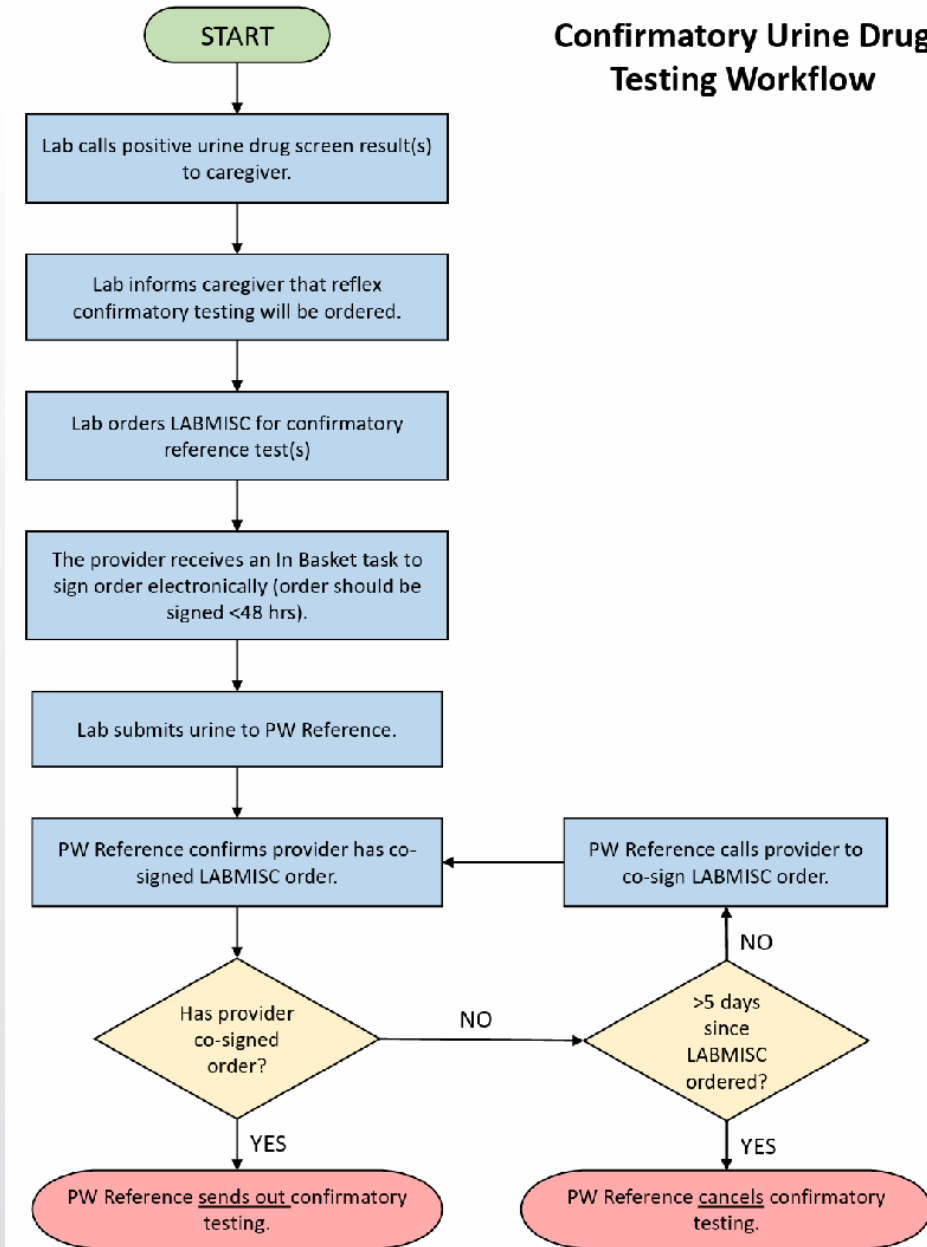 START
Confirmatory Urine Drug
Testing Workflow
Lab calls positive urine drug screen result(s)
to caregiver.
Lab informs caregiver that reflex
confirmatory testing will be ordered.
Lab orders LABMISC for confirmatory
reference test(s)
The provider receives an In Basket task to
sign order electronically (order should be
signed <48 hrs).
Lab submits urine to PW Reference.
PW Reference confirms provider has co-
signed LABMISC order.
PW Reference calls provider to
co-sign LABMISC order.
NO
Has provider
co-signed
order?
NO
>5 days
since
LABMISC
ordered?
YES
YES
PW Reference sends out confirmatory
testing.
PW Reference cancels confirmatory
testing.